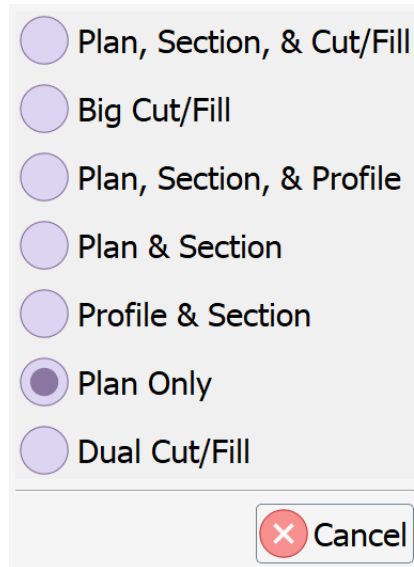 Plan, Section, & Cut/Fill
Big Cut/Fill
Plan, Section, & Profile
Plan & Section
Profile & Section
Plan Only
Dual Cut/Fill
Cancel